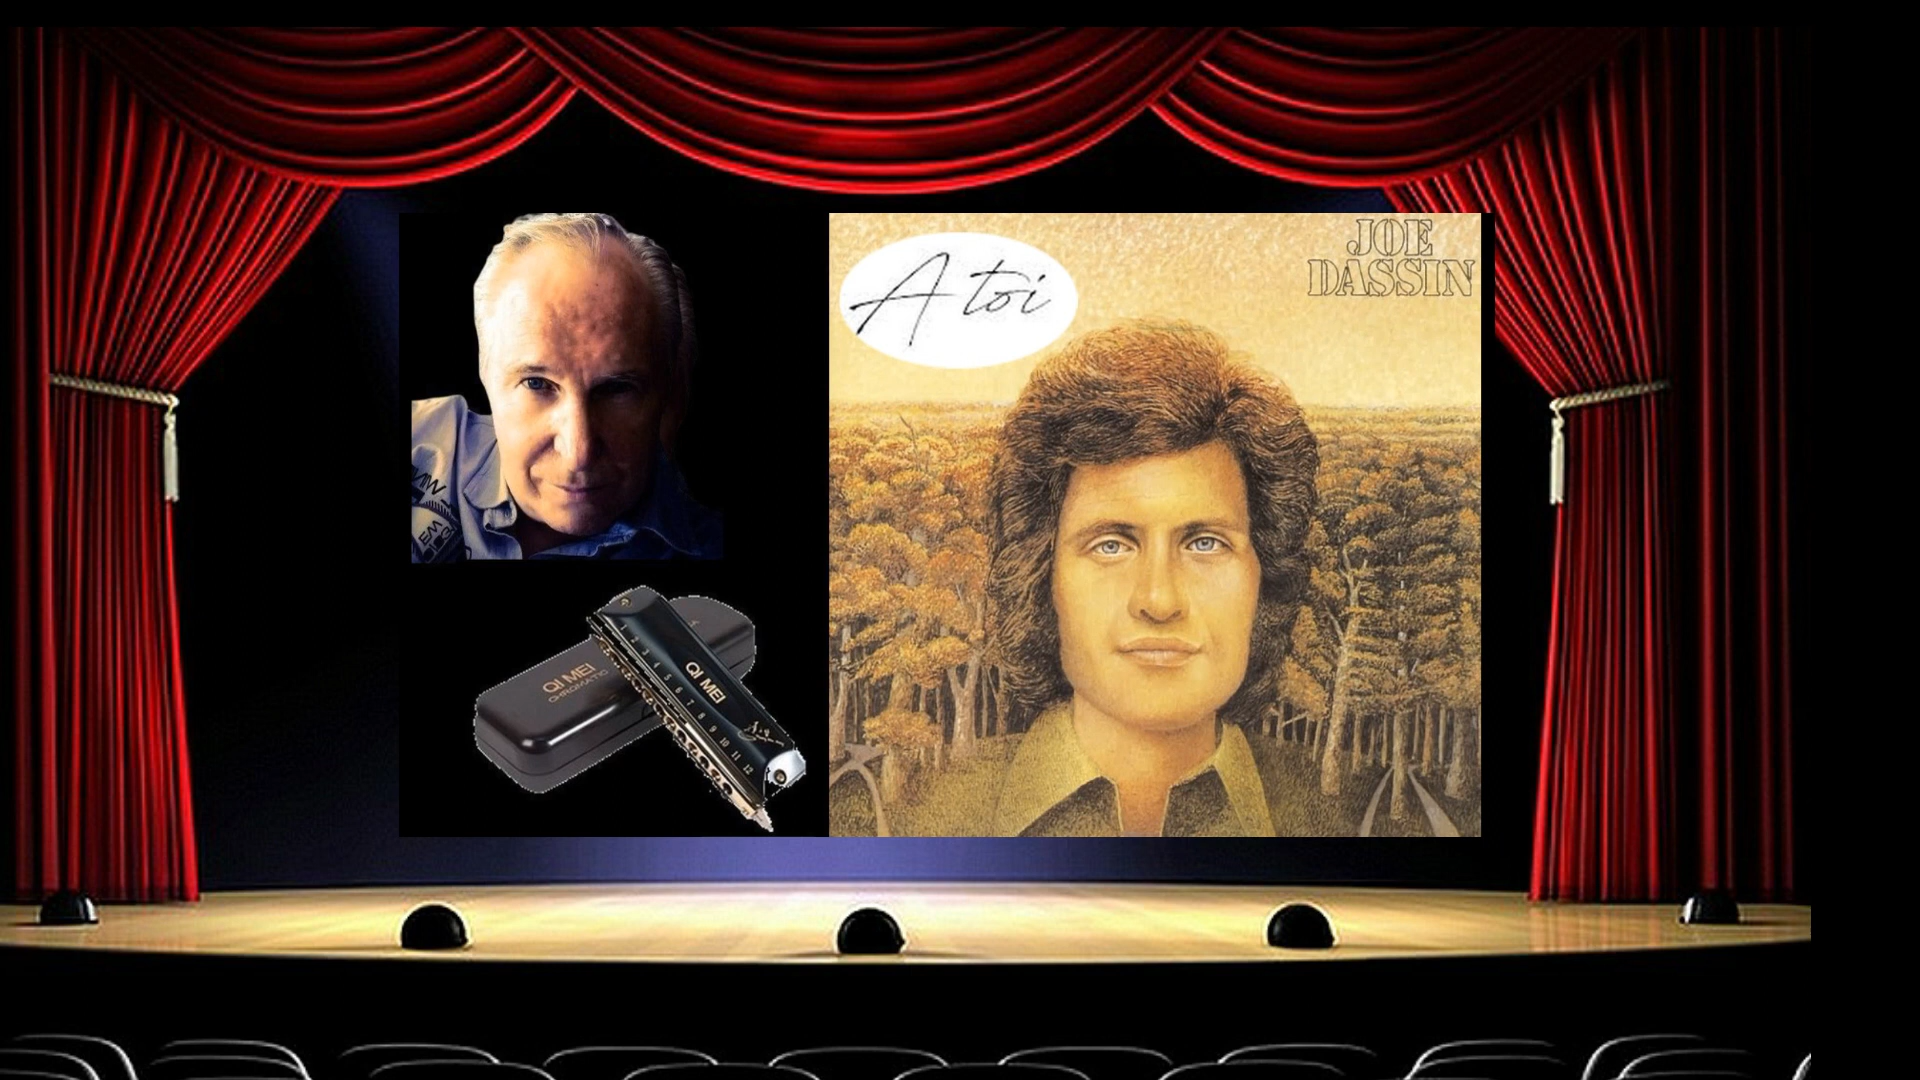 A toi
JOE
DASSIN
QI MEI
CHROMATIC
QI MEI
1 2 3 4 5 6 7 8 9 10 11 12